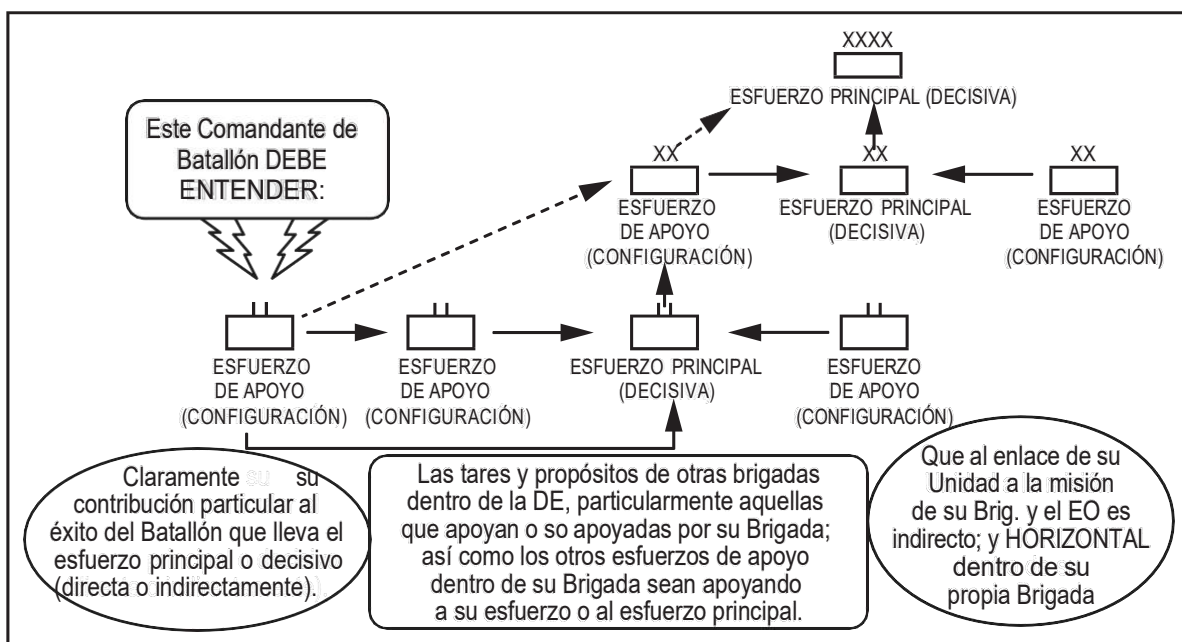 XXXX
ESFUERZO PRINCIPAL (DECISIVA)
Este Comandante de
Batallón DEBE
ENTENDER:
XX
ESFUERZO
DE APOYO
(CONFIGURACIÓN)
XX
ESFUERZO PRINCIPAL
(DECISIVA)
XX
ESFUERZO
DE APOYO
(CONFIGURACIÓN)
ESFUERZO
DE APOYO
(CONFIGURACIÓN)
ESFUERZO
DE APOYO
(CONFIGURACIÓN)
ESFUERZO PRINCIPAL
(DECISIVA)
ESFUERZO
DE APOYO
(CONFIGURACIÓN)
Claramente su su
contribución particular al
éxito del Batallón que lleva el
esfuerzo principal o decisivo
(directa o indirectamente).
Las tares y propósitos de otras brigadas
dentro de la DE, particularmente aquellas
que apoyan o so apoyadas por su Brigada;
así como los otros esfuerzos de apoyo
dentro de su Brigada sean apoyando
a su esfuerzo o al esfuerzo principal.
Que al enlace de su
Unidad a la misión
de su Brig. y el EO es
indirecto; y HORIZONTAL
dentro de su
propia Brigada